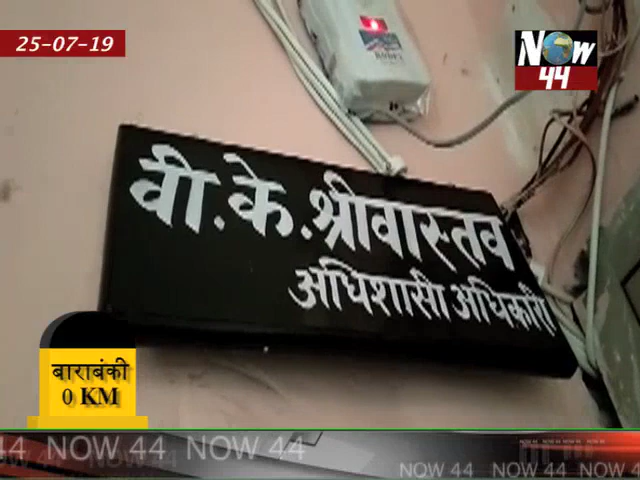 25-07-19
NOW
44
वी.के.श्रीवास्तव
अधिशासी अधिकारी
बाराबंकी
0 KM
44 NOW 44 NOW 44
NOW 44 NOW 44 NOW 44